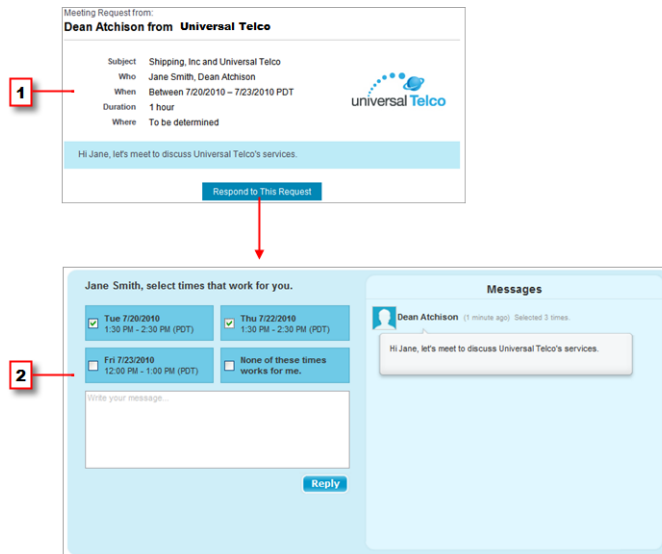 Meeting Request from:
Dean Atchison from Universal Telco
Subject Shipping, Inc and Universal Telco
Who Jane Smith, Dean Atchison
When Between 7/20/2010 – 7/23/2010 PDT
Duration 1 hour
Where To be determined
universal Telco
1
Hi Jane, let's meet to discuss Universal Telco's services.
Respond to This Request
Jane Smith, select times that work for you.
Tue 7/20/2010
1:30 PM - 2:30 PM (PDT)
Thu 7/22/2010
1:30 PM - 2:30 PM (PDT)
Fri 7/23/2010
12:00 PM - 1:00 PM (PDT)
None of these times
works for me.
2
Write your message...
Reply
Messages
Dean Atchison (1 minute ago) Selected 3 times.
Hi Jane, let's meet to discuss Universal Telco's services.